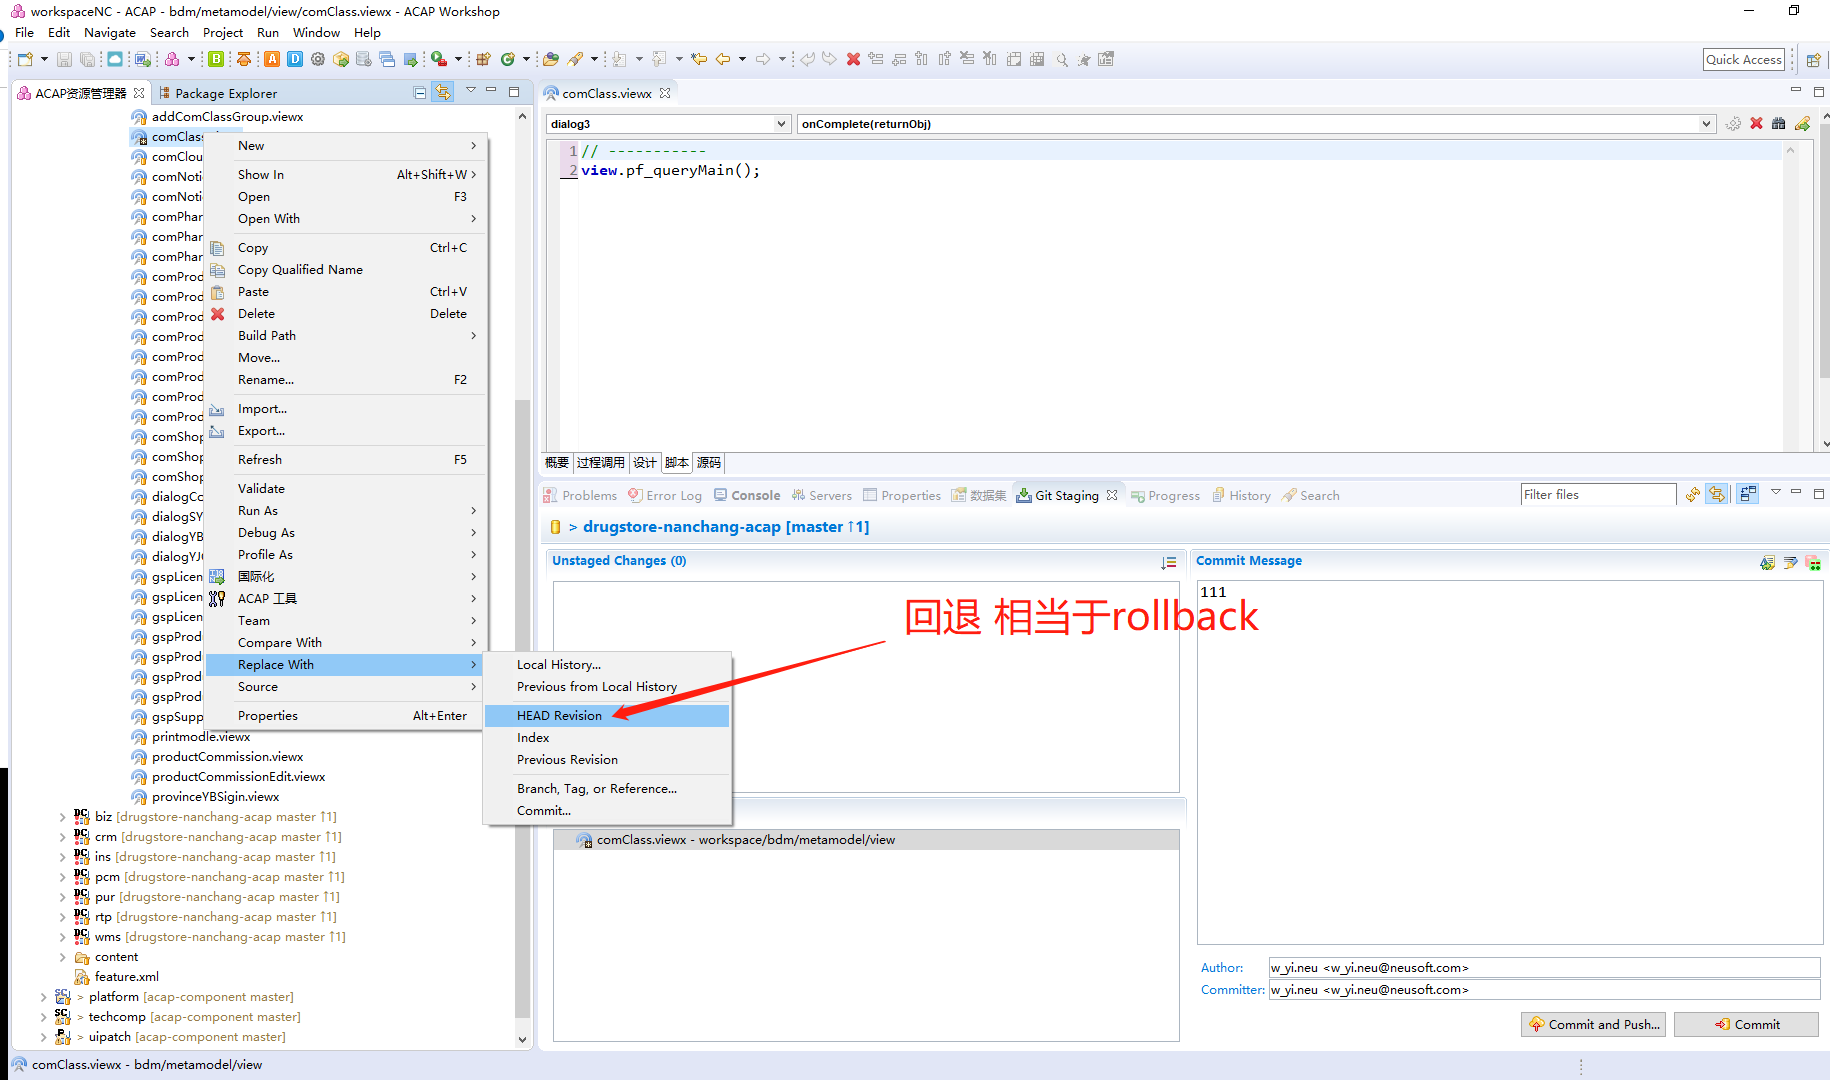 workspaceNC - ACAP - bdm/metamodel/view/comClass.viewx - ACAP Workshop
File Edit Navigate Search Project Run Window Help
Quick Access
ACAP资源管理器 Package Explorer
addComClassGroup.viewx
comClass
comClou
comNoti
comNoti
comPhar
comPhar
comPhar
comProd
comProd
comProd
comProd
comProd
comProd
comProd
comProd
comShop
comShop
comShop
dialogCo
dialogSY
dialogYB
dialogYJ
gspLicen
gspLicen
gspLicen
gspProd
gspProd
gspProd
gspProd
gspSupp
printmodle.viewx
productCommission.viewx
productCommissionEdit.viewx
provinceYBSigin.viewx
biz [drugstore-nanchang-acap master ↑1]
crm [drugstore-nanchang-acap master ↑1]
ins [drugstore-nanchang-acap master ↑1]
pcm [drugstore-nanchang-acap master ↑1]
pur [drugstore-nanchang-acap master ↑1]
rtp [drugstore-nanchang-acap master ↑1]
wms [drugstore-nanchang-acap master ↑1]
content
feature.xml
> platform [acap-component master]
> techcomp [acap-component master]
> uipatch [acap-component master]
New
Show In Alt+Shift+W
Open F3
Open With
Copy Ctrl+C
Copy Qualified Name
Paste Ctrl+V
Delete Delete
Build Path
Move...
Rename... F2
Import...
Export...
Refresh F5
Validate
Run As
Debug As
Profile As
国际化
ACAP 工具
Team
Compare With
Replace With
Source
Properties Alt+Enter
Local History...
Previous from Local History
HEAD Revision
Index
Previous Revision
Branch, Tag, or Reference...
Commit...
comClass.viewx
dialog3 onComplete(returnObj)
1 // -----------
2 view.pf_queryMain();
概要 过程调用 设计 脚本 源码
Problems Error Log Console Servers Properties 数据集 Git Staging Progress History Search
Filter files
> drugstore-nanchang-acap [master ↑1]
Unstaged Changes (0)
回退 相当于rollback
comClass.viewx - workspace/bdm/metamodel/view
Commit Message
111
Author: w_yi.neu <w_yi.neu@neusoft.com>
Committer: w_yi.neu <w_yi.neu@neusoft.com>
Commit and Push... Commit
comClass.viewx - bdm/metamodel/view